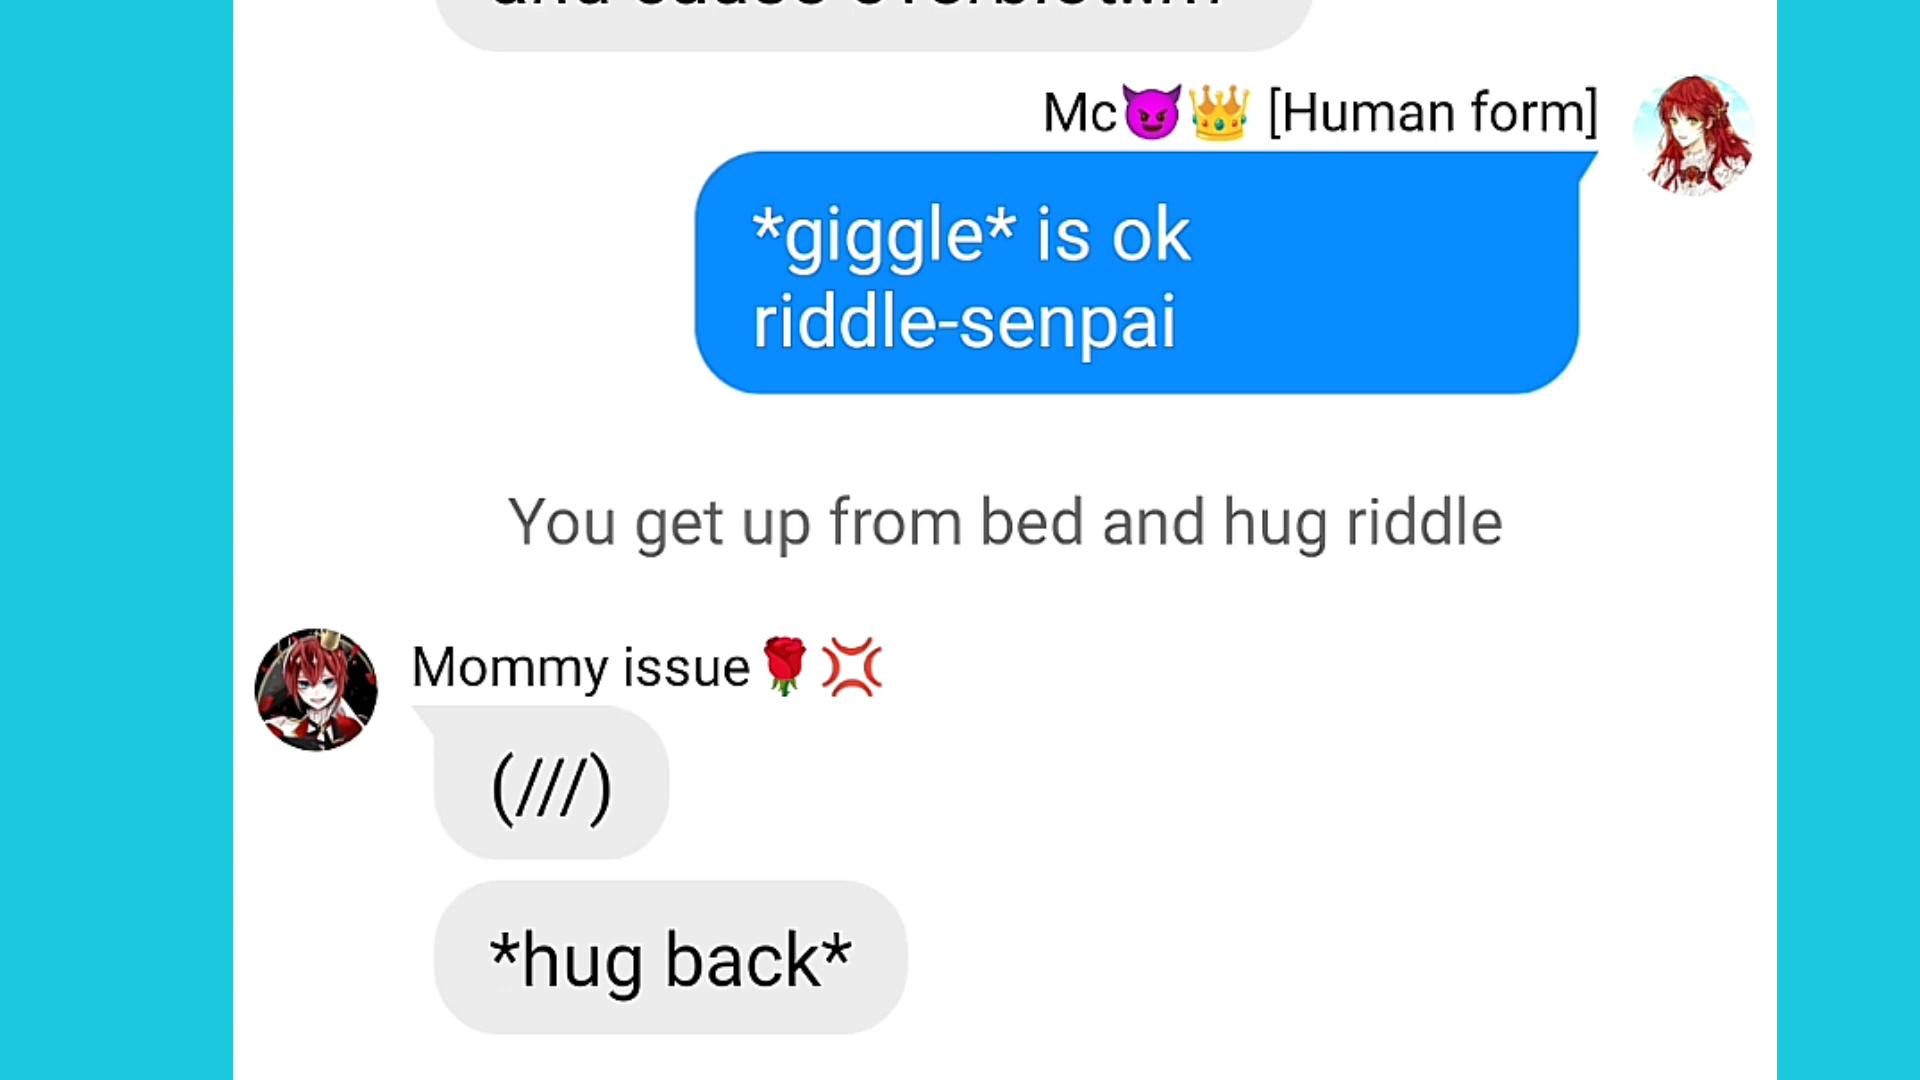 Mc😈👑 [Human form]
*giggle* is ok
riddle-senpai
You get up from bed and hug riddle
Mommy issue🌹💢
(///)
*hug back*